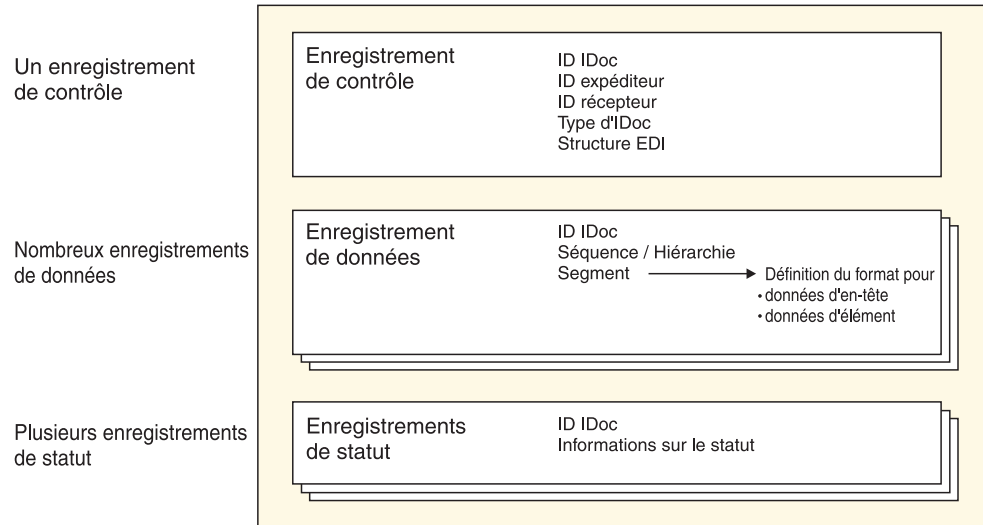 Un enregistrement
de contrôle
Enregistrement
de contrôle
ID IDoc
ID expéditeur
ID récepteur
Type d'IDoc
Structure EDI
Nombreux enregistrements
de données
Enregistrement
de données
ID IDoc
Séquence / Hiérarchie
Segment
Définition du format pour
• données d'en-tête
• données d'élément
Plusieurs enregistrements
de statut
Enregistrements
de statut
ID IDoc
Informations sur le statut